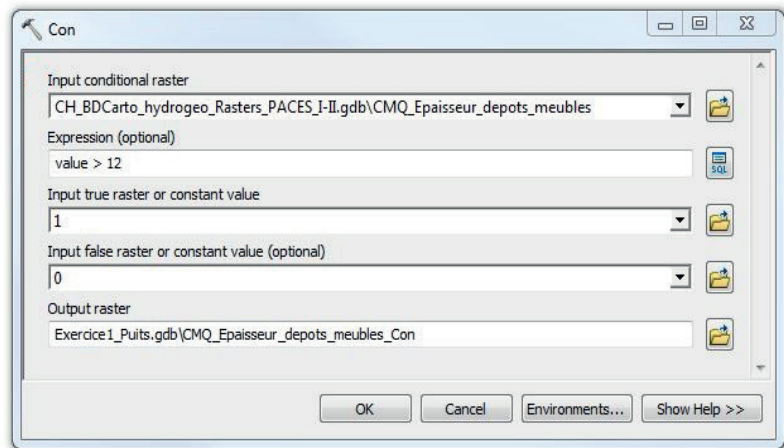 Con
Input conditional raster
CH_BDCarto_hydrogeo_Rasters_PACES_I-II.gdb\CMQ_Epaisseur_depots_meubles
Expression (optional)
value > 12
SQL
Input true raster or constant value
1
Input false raster or constant value (optional)
0
Output raster
Exercice1_Puits.gdb\CMQ_Epaisseur_depots_meubles_Con
OK Cancel Environments... Show Help >>